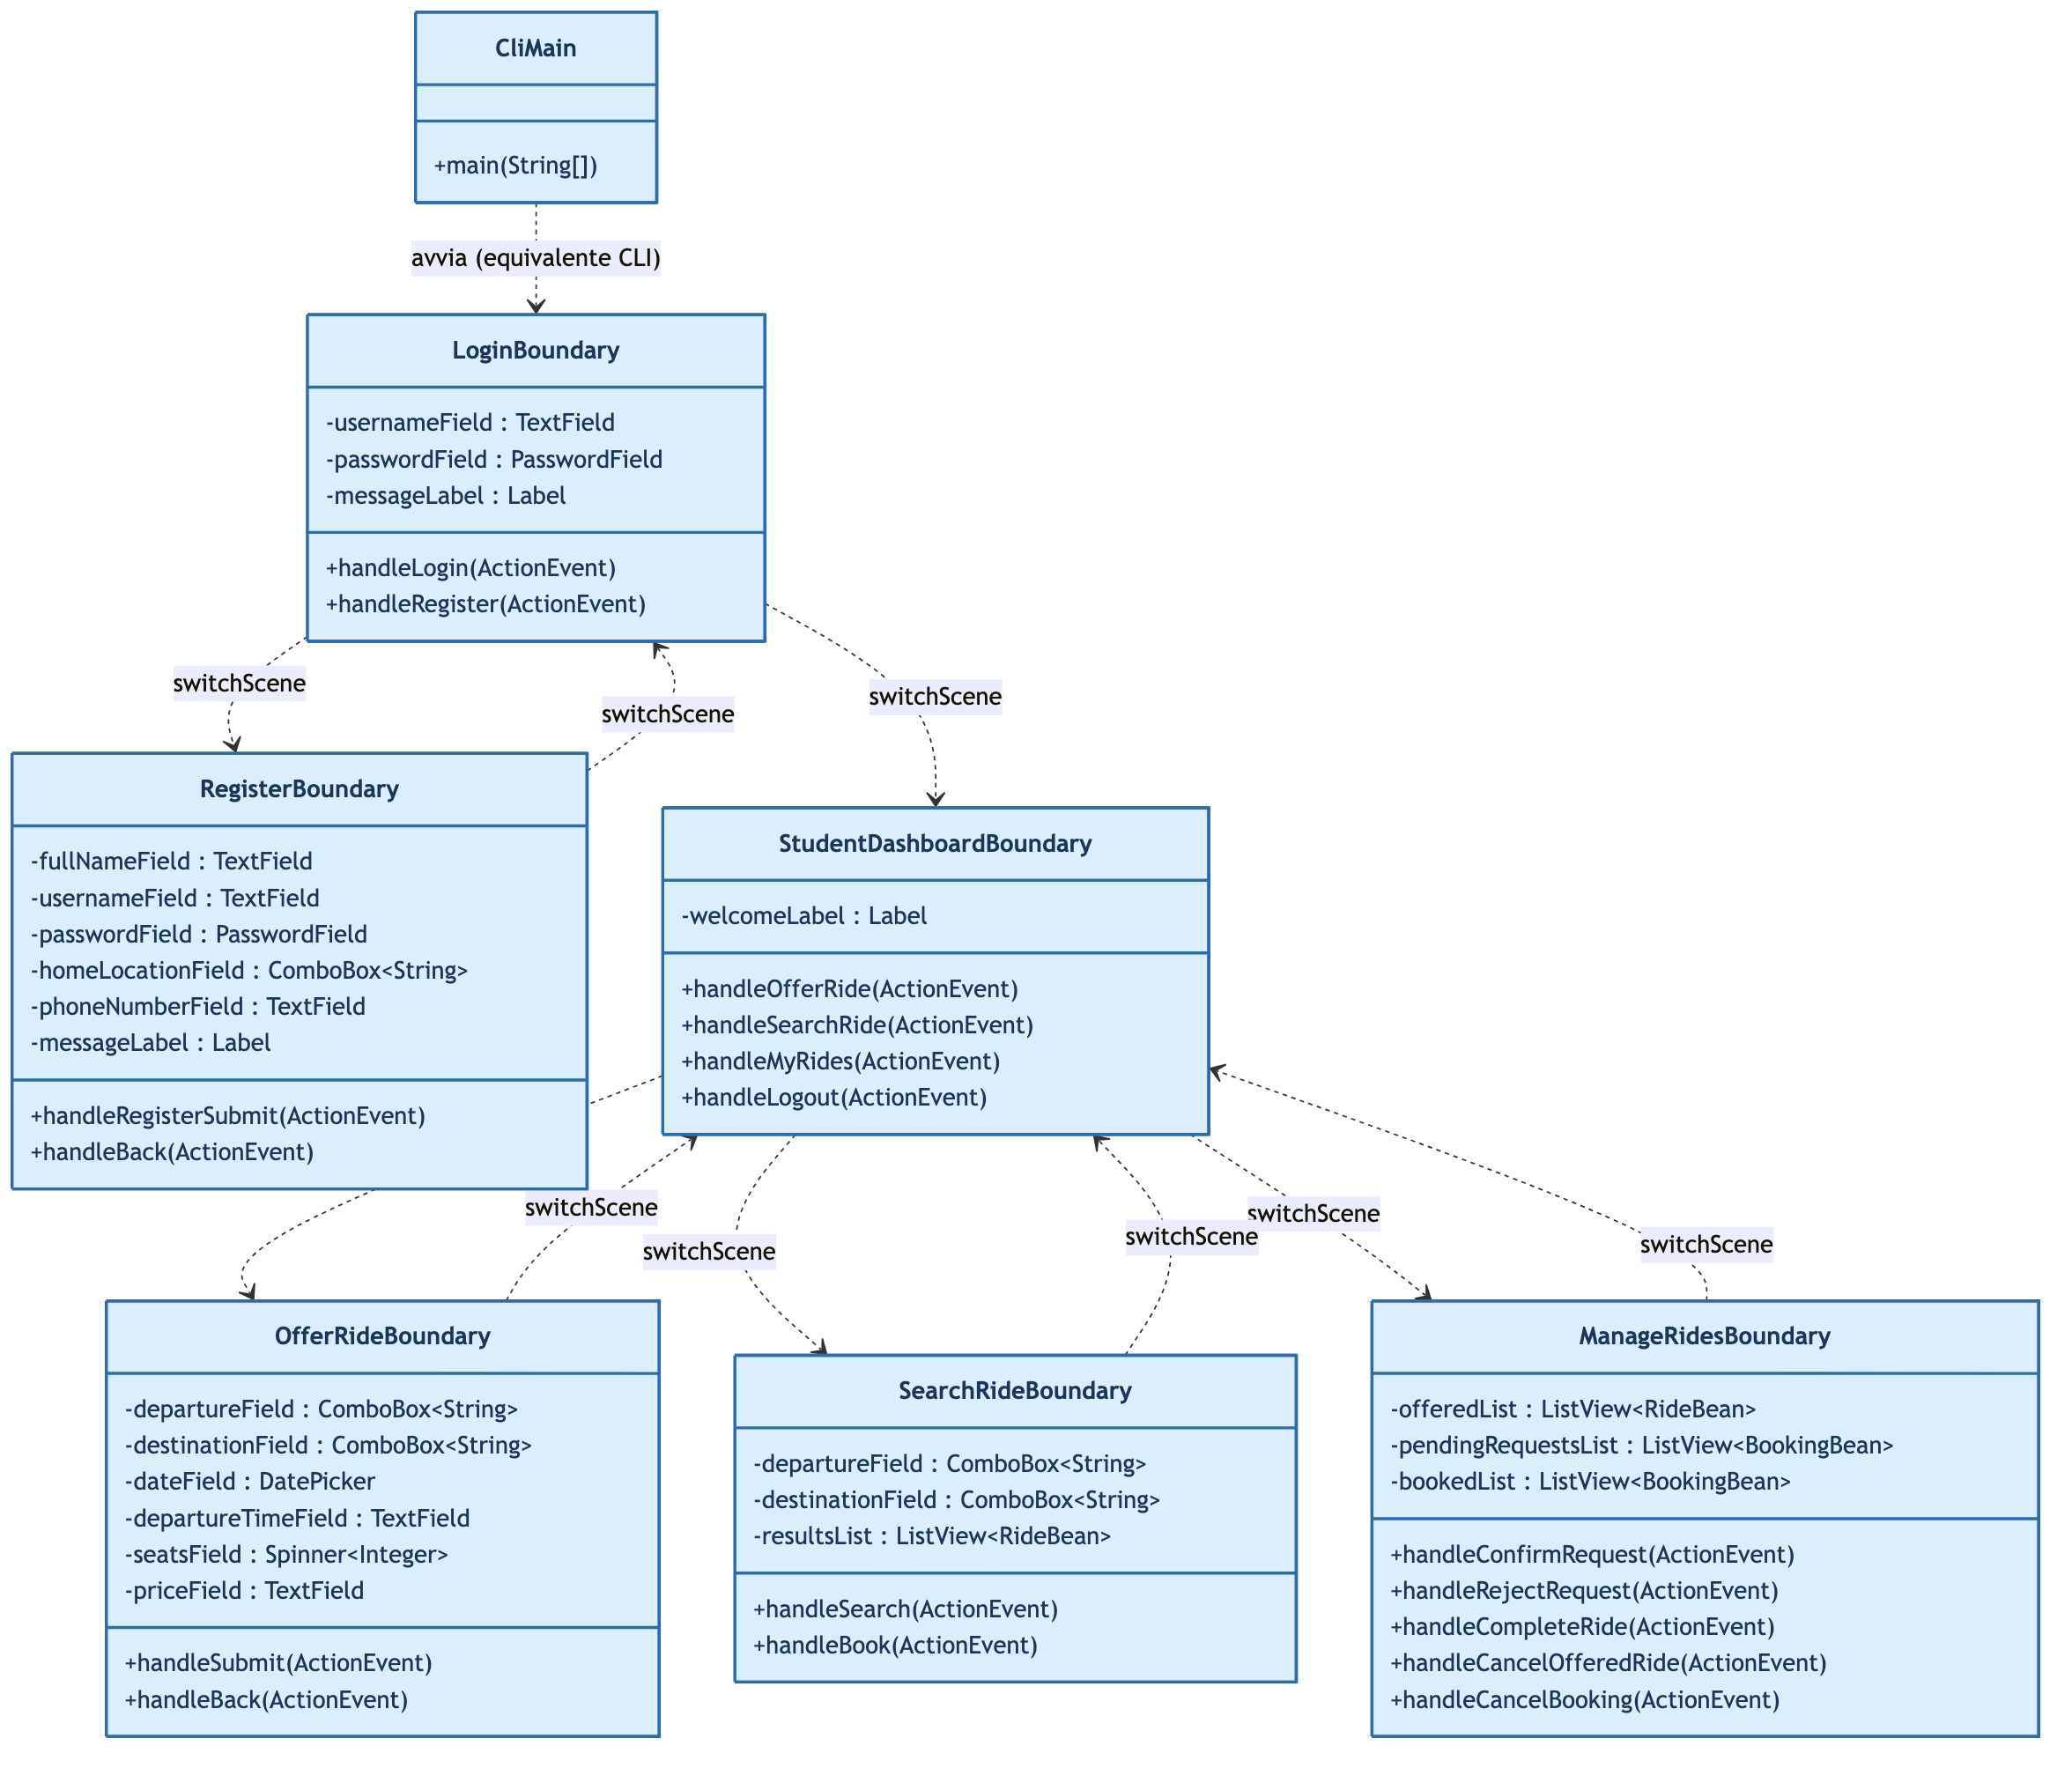 CliMain
+main(String[])
avvia (equivalente CLI)
LoginBoundary
-usernameField : TextField
-passwordField : PasswordField
-messageLabel : Label
+handleLogin(ActionEvent)
+handleRegister(ActionEvent)
switchScene
switchScene
switchScene
RegisterBoundary
-fullNameField : TextField
-usernameField : TextField
-passwordField : PasswordField
-homeLocationField : ComboBox<String>
-phoneNumberField : TextField
-messageLabel : Label
+handleRegisterSubmit(ActionEvent)
+handleBack(ActionEvent)
StudentDashboardBoundary
-welcomeLabel : Label
+handleOfferRide(ActionEvent)
+handleSearchRide(ActionEvent)
+handleMyRides(ActionEvent)
+handleLogout(ActionEvent)
switchScene
switchScene
switchScene
switchScene
switchScene
OfferRideBoundary
-departureField : ComboBox<String>
-destinationField : ComboBox<String>
-dateField : DatePicker
-departureTimeField : TextField
-seatsField : Spinner<Integer>
-priceField : TextField
+handleSubmit(ActionEvent)
+handleBack(ActionEvent)
SearchRideBoundary
-departureField : ComboBox<String>
-destinationField : ComboBox<String>
-resultsList : ListView<RideBean>
+handleSearch(ActionEvent)
+handleBook(ActionEvent)
ManageRidesBoundary
-offeredList : ListView<RideBean>
-pendingRequestsList : ListView<BookingBean>
-bookedList : ListView<BookingBean>
+handleConfirmRequest(ActionEvent)
+handleRejectRequest(ActionEvent)
+handleCompleteRide(ActionEvent)
+handleCancelOfferedRide(ActionEvent)
+handleCancelBooking(ActionEvent)